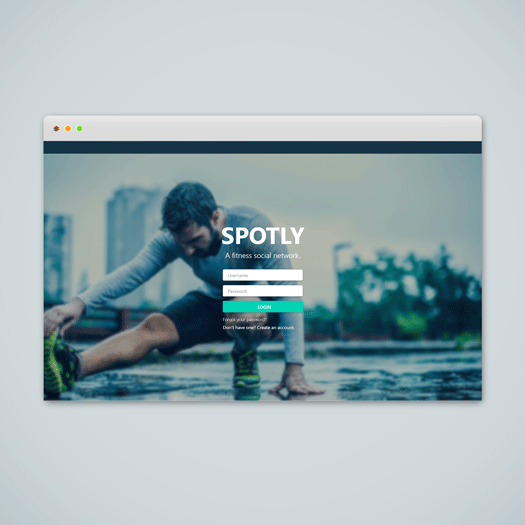 SPOTLY
A fitness social network.
Username
Password
LOGIN
Forgot your password?
Don't have one? Create an account.